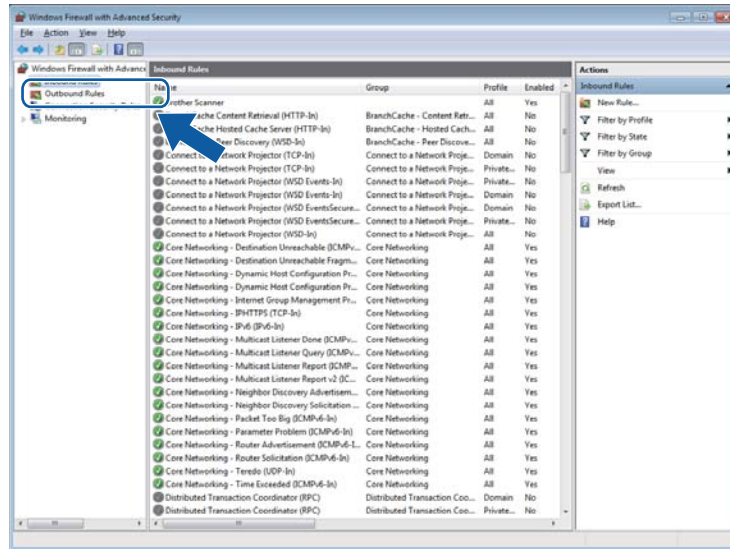 Windows Firewall with Advanced Security
File Action View Help
Windows Firewall with Advance
Outbound Rules
Monitoring
Inbound Rules
Group Profile Enabled
rother Scanner All Yes
ache Content Retrieval (HTTP-In) BranchCache - Content Retr... All No
che Hosted Cache Server (HTTP-In) BranchCache - Hosted Cach... All No
Peer Discovery (WSD-In) BranchCache - Peer Discove... All No
Connect to a Network Projector (TCP-In) Connect to a Network Proje... Domain No
Connect to a Network Projector (TCP-In) Connect to a Network Proje... Private... No
Connect to a Network Projector (WSD Events-In) Connect to a Network Proje... Private... No
Connect to a Network Projector (WSD Events-In) Connect to a Network Proje... Domain No
Connect to a Network Projector (WSD EventsSecure... Connect to a Network Proje... Domain No
Connect to a Network Projector (WSD EventsSecure... Connect to a Network Proje... Private... No
Connect to a Network Projector (WSD-In) Connect to a Network Proje... All No
Core Networking - Destination Unreachable (ICMPv... Core Networking All Yes
Core Networking - Destination Unreachable Fragm... Core Networking All Yes
Core Networking - Dynamic Host Configuration Pr... Core Networking All Yes
Core Networking - Dynamic Host Configuration Pr... Core Networking All Yes
Core Networking - Internet Group Management Pr... Core Networking All Yes
Core Networking - IPHTTPS (TCP-In) Core Networking All Yes
Core Networking - IPv6 (IPv6-In) Core Networking All Yes
Core Networking - Multicast Listener Done (ICMPv... Core Networking All Yes
Core Networking - Multicast Listener Query (ICMPv... Core Networking All Yes
Core Networking - Multicast Listener Report (ICMP... Core Networking All Yes
Core Networking - Multicast Listener Report v2 (IC... Core Networking All Yes
Core Networking - Neighbor Discovery Advertisem... Core Networking All Yes
Core Networking - Neighbor Discovery Solicitation ... Core Networking All Yes
Core Networking - Packet Too Big (ICMPv6-In) Core Networking All Yes
Core Networking - Parameter Problem (ICMPv6-In) Core Networking All Yes
Core Networking - Router Advertisement (ICMPv6-I... Core Networking All Yes
Core Networking - Router Solicitation (ICMPv6-In) Core Networking All Yes
Core Networking - Teredo (UDP-In) Core Networking All Yes
Core Networking - Time Exceeded (ICMPv6-In) Core Networking All Yes
Distributed Transaction Coordinator (RPC) Distributed Transaction Coo... Domain No
Distributed Transaction Coordinator (RPC) Distributed Transaction Coo... Private... No
Actions
Inbound Rules
New Rule...
Filter by Profile
Filter by State
Filter by Group
View
Refresh
Export List...
Help